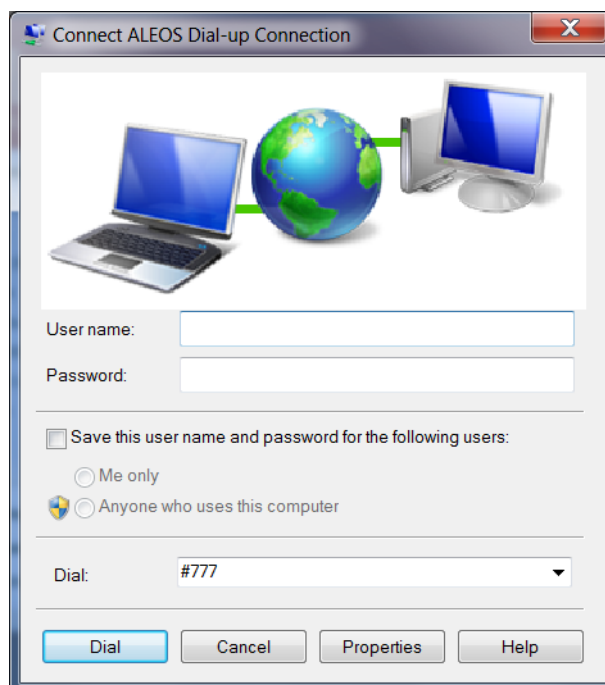 Connect ALEOS Dial-up Connection
User name:
Password:
Save this user name and password for the following users:
Me only
Anyone who uses this computer
Dial: #777
Dial Cancel Properties Help